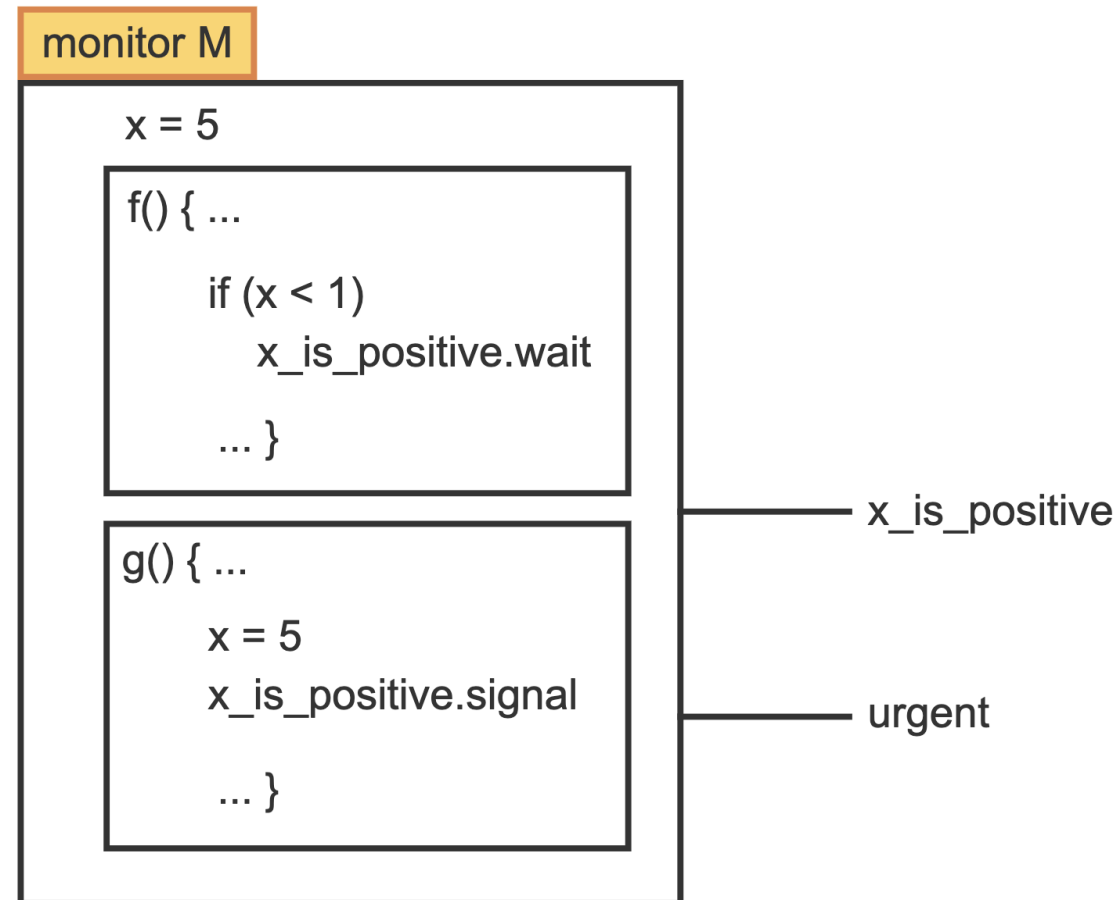 monitor M
x = 5
f() { ...
if (x < 1)
x_is_positive.wait
... }
g() { ...
x = 5
x_is_positive.signal
... }
x_is_positive
urgent